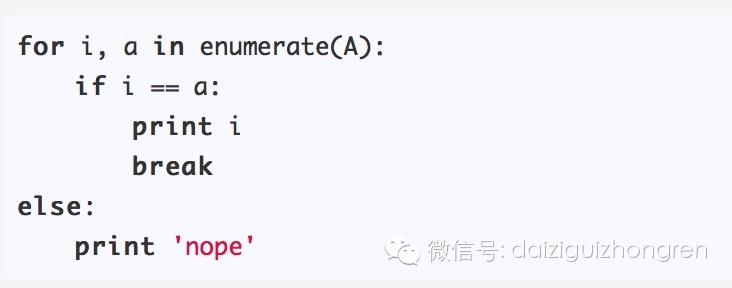 for i, a in enumerate(A):
    if i == a:
        print i
        break
else:
    print 'nope'
微信号: daiziguizhongren